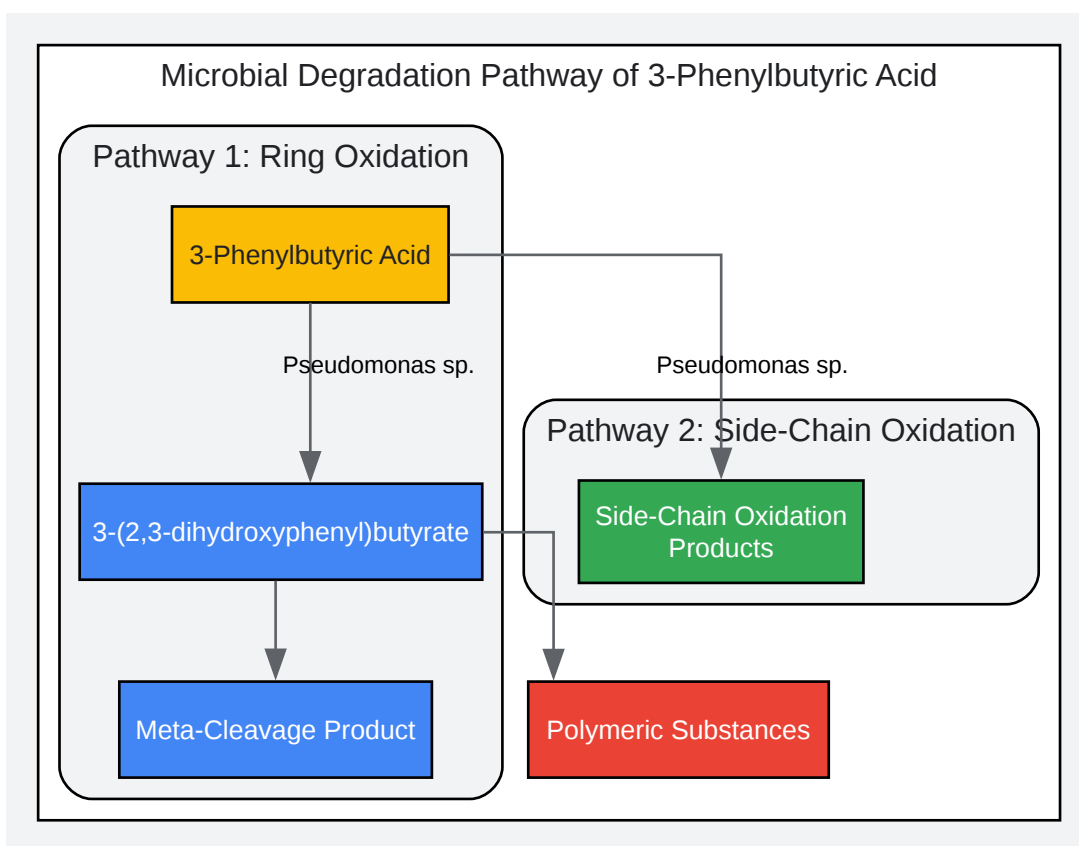 Microbial Degradation Pathway of 3-Phenylbutyric Acid
Pathway 1: Ring Oxidation
3-Phenylbutyric Acid
Pseudomonas sp.
Pseudomonas sp.
Pathway 2: Side-Chain Oxidation
3-(2,3-dihydroxyphenyl)butyrate
Side-Chain Oxidation
Products
Meta-Cleavage Product
Polymeric Substances